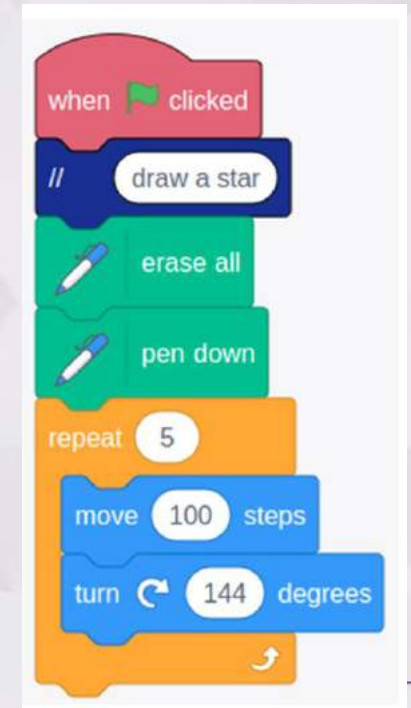 when clicked
// draw a star
erase all
pen down
repeat 5
move 100 steps
turn 144 degrees